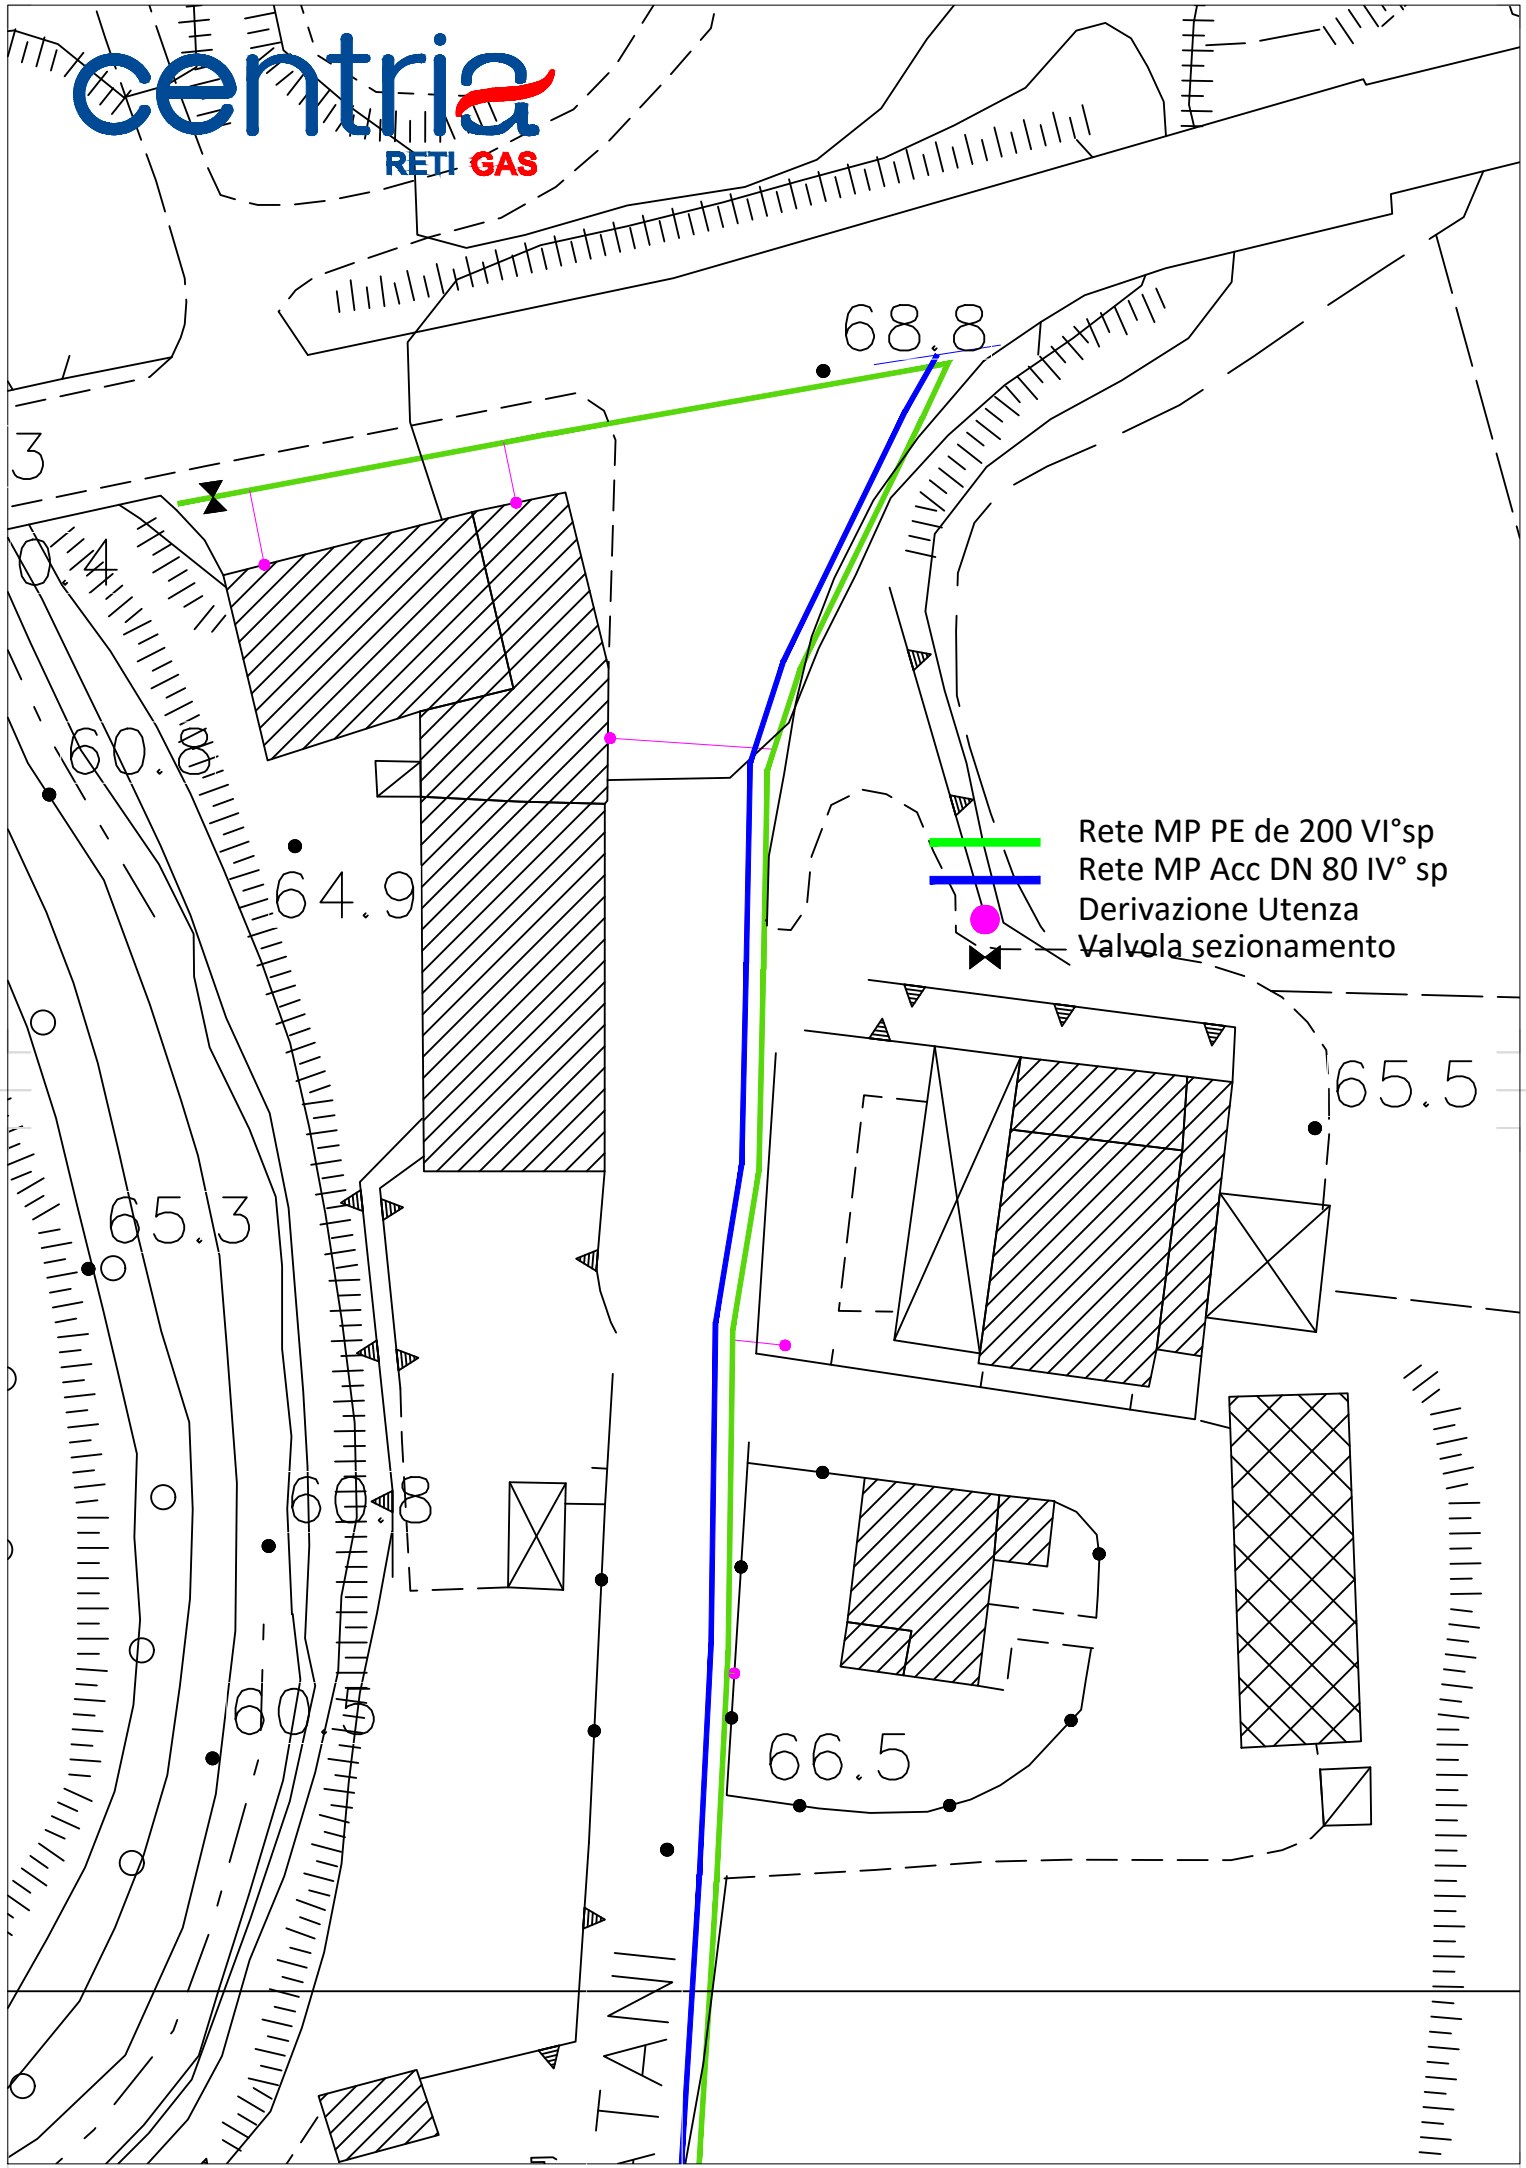 centria
RETI GAS
68.8
3
0.4
60.8
64.9
Rete MP PE de 200 VI°sp
Rete MP Acc DN 80 IV° sp
Derivazione Utenza
Valvola sezionamento
65.5
65.3
60.8
60.5
66.5
TANI